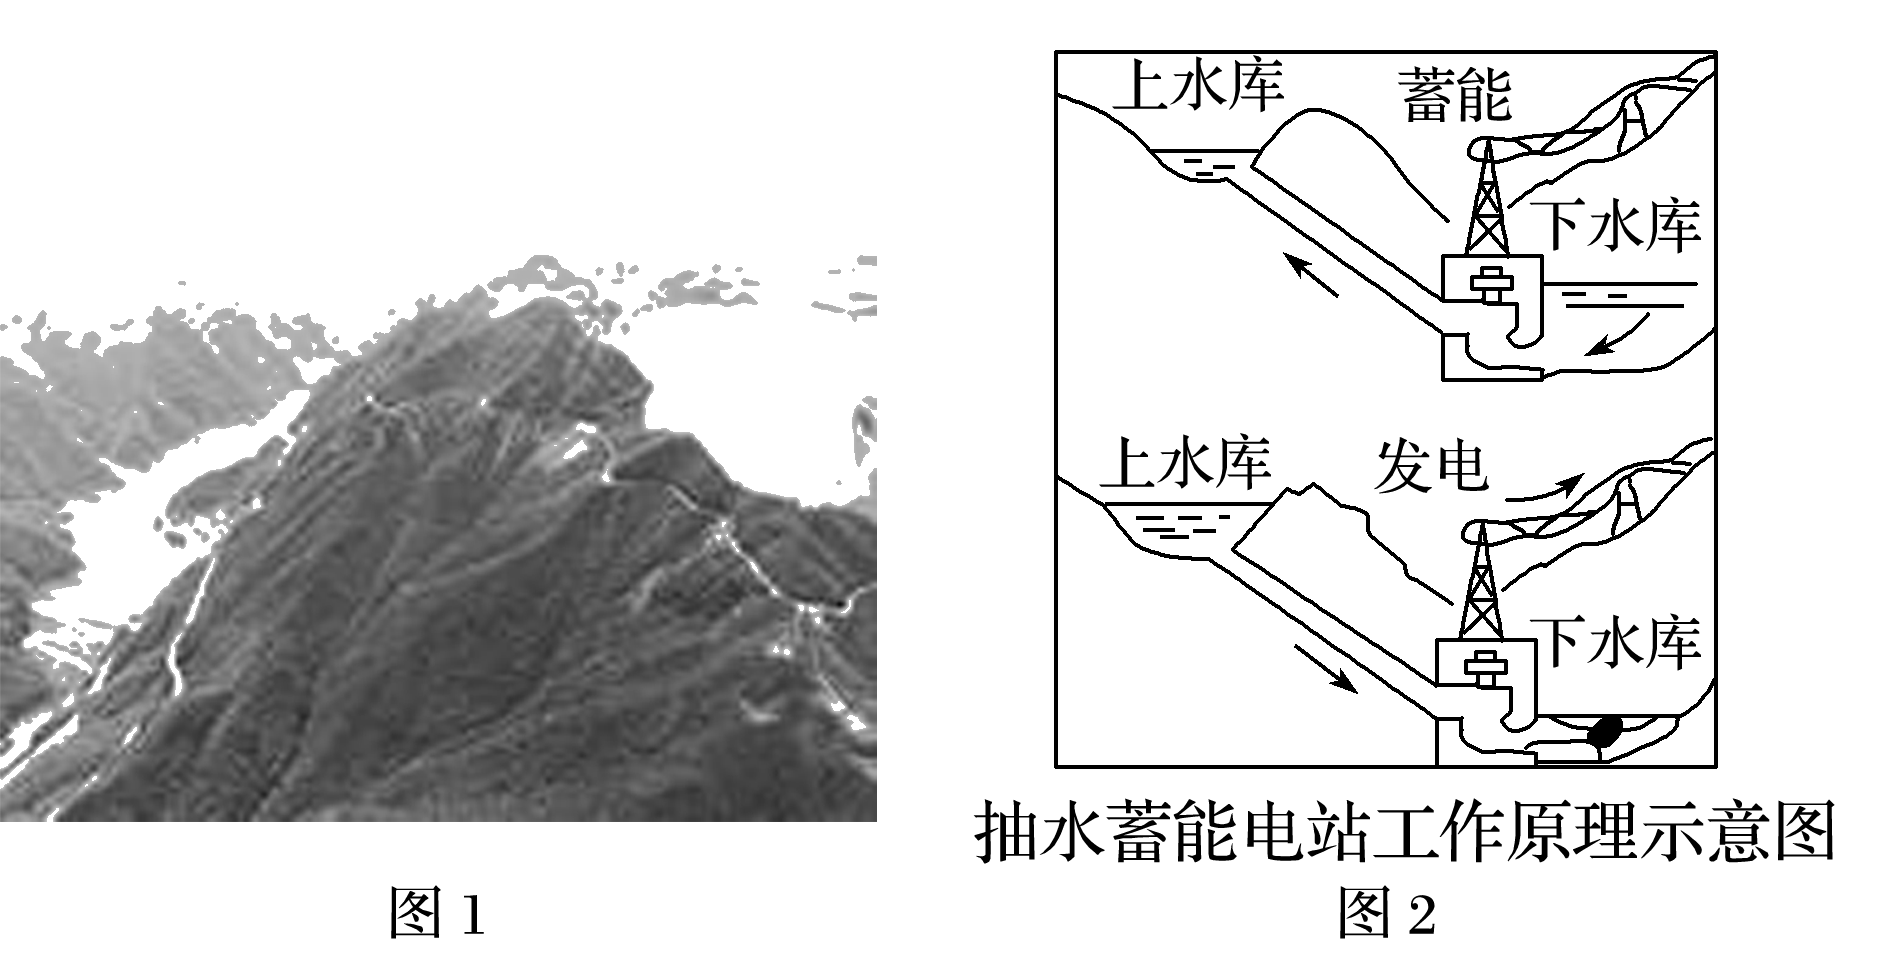 上水库
蓄能
下水库
上水库
发电
下水库
抽水蓄能电站工作原理示意图
图 1
图 2